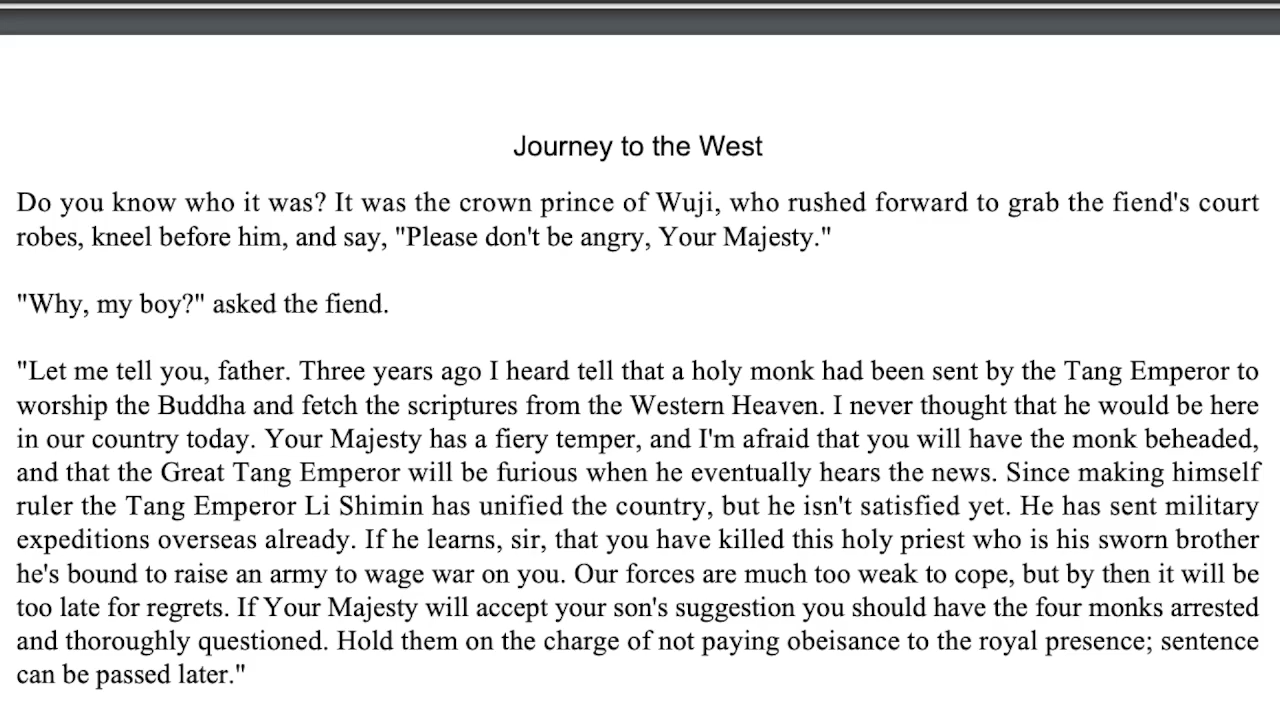 Journey to the West
Do you know who it was? It was the crown prince of Wuji, who rushed forward to grab the fiend's court
robes, kneel before him, and say, "Please don't be angry, Your Majesty."
"Why, my boy?" asked the fiend.
"Let me tell you, father. Three years ago I heard tell that a holy monk had been sent by the Tang Emperor to
worship the Buddha and fetch the scriptures from the Western Heaven. I never thought that he would be here
in our country today. Your Majesty has a fiery temper, and I'm afraid that you will have the monk beheaded,
and that the Great Tang Emperor will be furious when he eventually hears the news. Since making himself
ruler the Tang Emperor Li Shimin has unified the country, but he isn't satisfied yet. He has sent military
expeditions overseas already. If he learns, sir, that you have killed this holy priest who is his sworn brother
he's bound to raise an army to wage war on you. Our forces are much too weak to cope, but by then it will be
too late for regrets. If Your Majesty will accept your son's suggestion you should have the four monks arrested
and thoroughly questioned. Hold them on the charge of not paying obeisance to the royal presence; sentence
can be passed later."